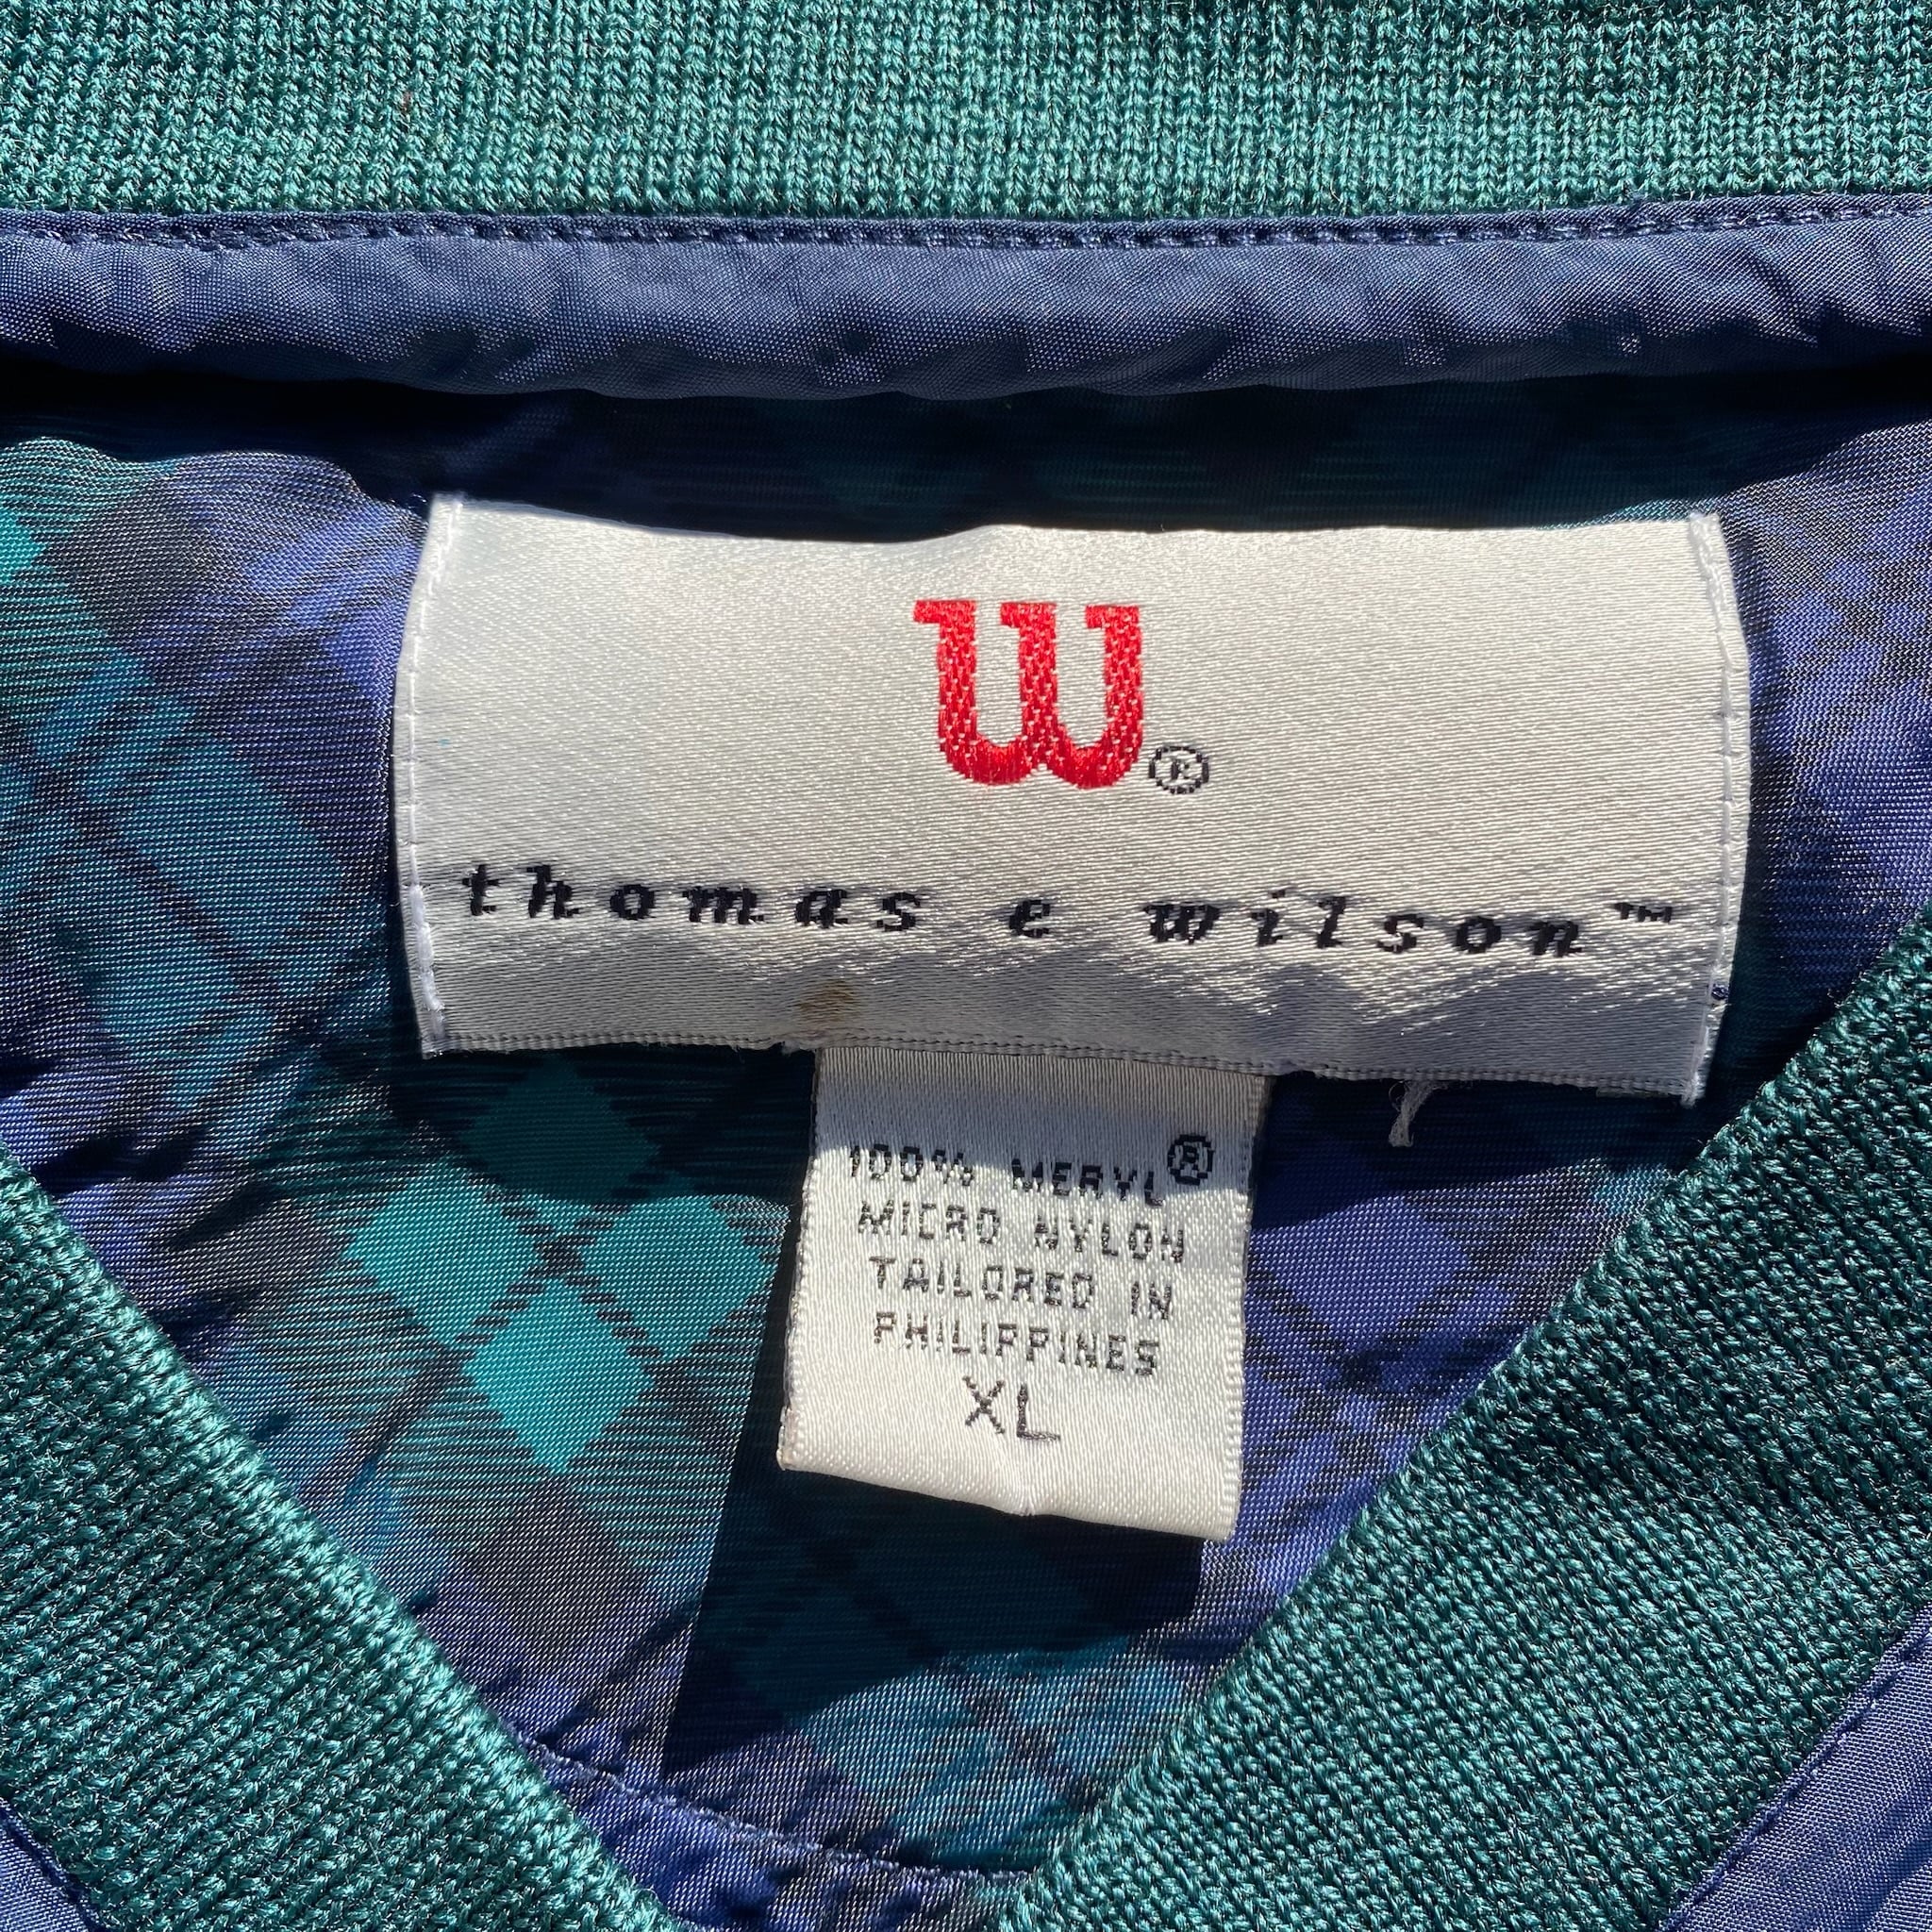 W®
thomas e wilson™
100% MERYL®
MICRO NYLON
TAILORED IN
PHILIPPINES
XL